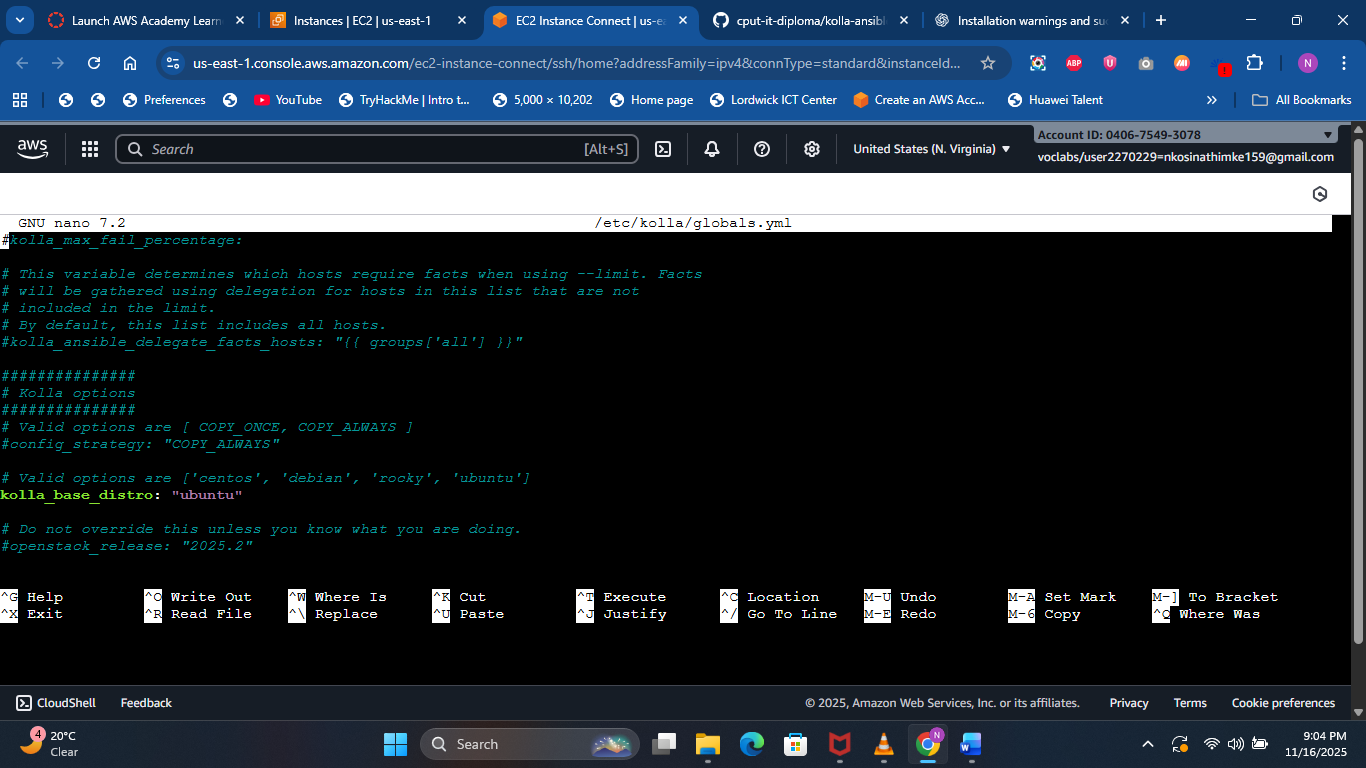 Launch AWS Academy Learn
Instances | EC2 | us-east-1
EC2 Instance Connect | us-ea
cput-it-diploma/kolla-ansibl
Installation warnings and su
us-east-1.console.aws.amazon.com/ec2-instance-connect/ssh/home?addressFamily=ipv4&connType=standard&instanceId...
ABP
N
Preferences
YouTube
TryHackMe | Intro t...
5,000 × 10,202
Home page
Lordwick ICT Center
Create an AWS Acc...
Huawei Talent
All Bookmarks
aws
Search
[Alt+S]
United States (N. Virginia)
Account ID: 0406-7549-3078
voclabs/user2270229=nkosinathimke159@gmail.com
GNU nano 7.2 /etc/kolla/globals.yml
#kolla_max_fail_percentage:
# This variable determines which hosts require facts when using --limit. Facts
# will be gathered using delegation for hosts in this list that are not
# included in the limit.
# By default, this list includes all hosts.
#kolla_ansible_delegate_facts_hosts: "{{ groups['all'] }}"
###############
# Kolla options
###############
# Valid options are [ COPY_ONCE, COPY_ALWAYS ]
#config_strategy: "COPY_ALWAYS"
# Valid options are ['centos', 'debian', 'rocky', 'ubuntu']
kolla_base_distro: "ubuntu"
# Do not override this unless you know what you are doing.
#openstack_release: "2025.2"
^G Help ^O Write Out ^W Where Is ^K Cut ^T Execute ^C Location M-U Undo M-A Set Mark M-] To Bracket
^X Exit ^R Read File ^\ Replace ^U Paste ^J Justify ^/ Go To Line M-E Redo M-6 Copy ^Q Where Was
CloudShell
Feedback
© 2025, Amazon Web Services, Inc. or its affiliates.
Privacy
Terms
Cookie preferences
4
20°C
Clear
Search
N
9:04 PM
11/16/2025